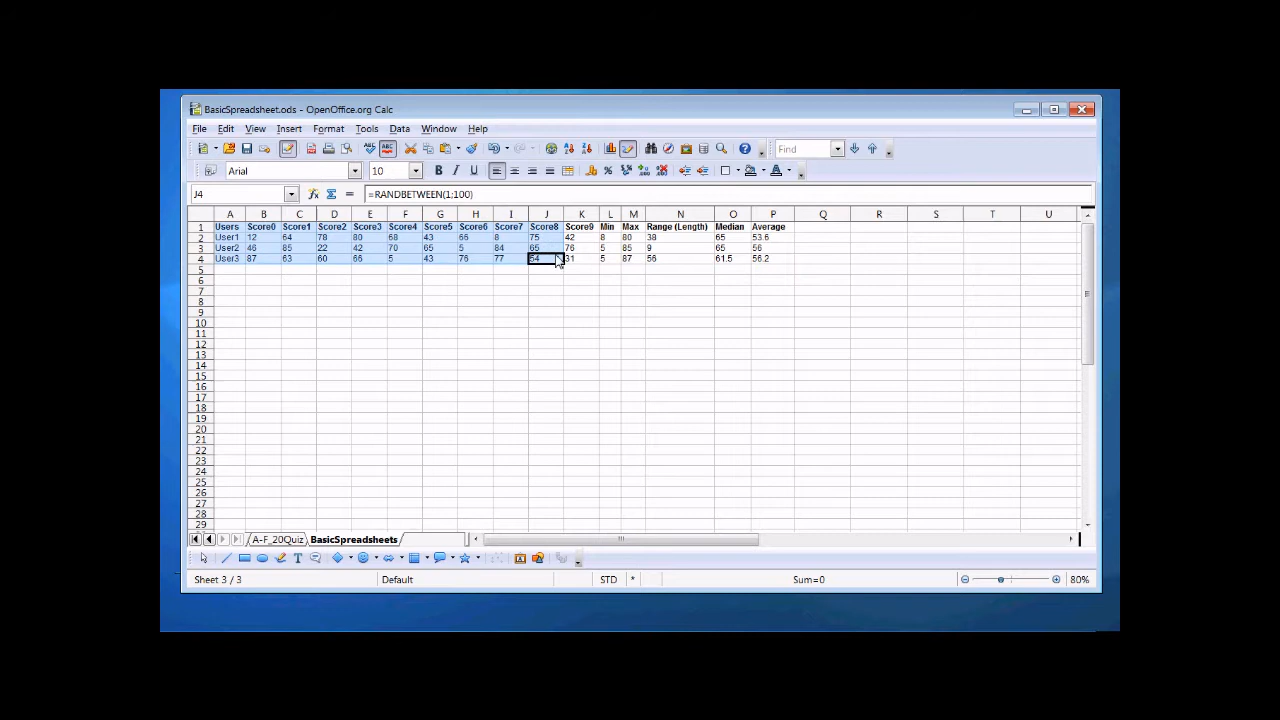 BasicSpreadsheet.ods - OpenOffice.org Calc
File Edit View Insert Format Tools Data Window Help
Find
Arial 10
J4 =RANDBETWEEN(1;100)
A B C D E F G H I J K L M N O P Q R S T U
1 Users Score0 Score1 Score2 Score3 Score4 Score5 Score6 Score7 Score8 Score9 Min Max Range (Length) Median Average
2 User1 12 64 78 80 68 43 66 8 75 42 8 80 38 65 53.6
3 User2 46 85 22 42 70 65 5 84 65 76 5 85 9 65 56
4 User3 87 63 60 66 5 43 76 77 54 31 5 87 56 61.5 56.2
5
6
7
8
9
10
11
12
13
14
15
16
17
18
19
20
21
22
23
24
25
26
27
28
29
A-F_20Quiz BasicSpreadsheets
Sheet 3 / 3 Default STD * Sum=0 80%